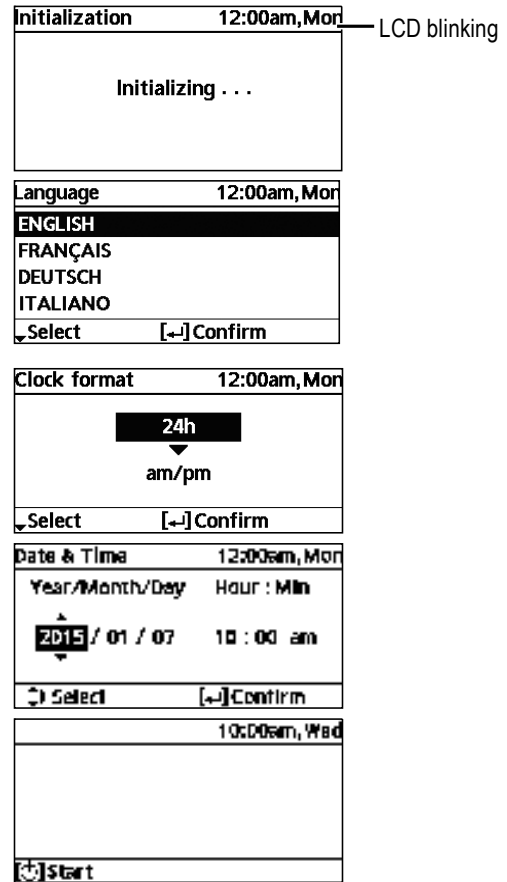 Initialization 12:00am,Mon
LCD blinking
Initializing . . .
Language 12:00am,Mon
ENGLISH
FRANÇAIS
DEUTSCH
ITALIANO
Select [↵]Confirm
Clock format 12:00am,Mon
24h
am/pm
Select [↵]Confirm
Date & Time 12:00am,Mon
Year/Month/Day Hour : Min
2015 / 01 / 07 10 : 00 am
Select [↵]Confirm
10:00am,Wed
[⏻]Start